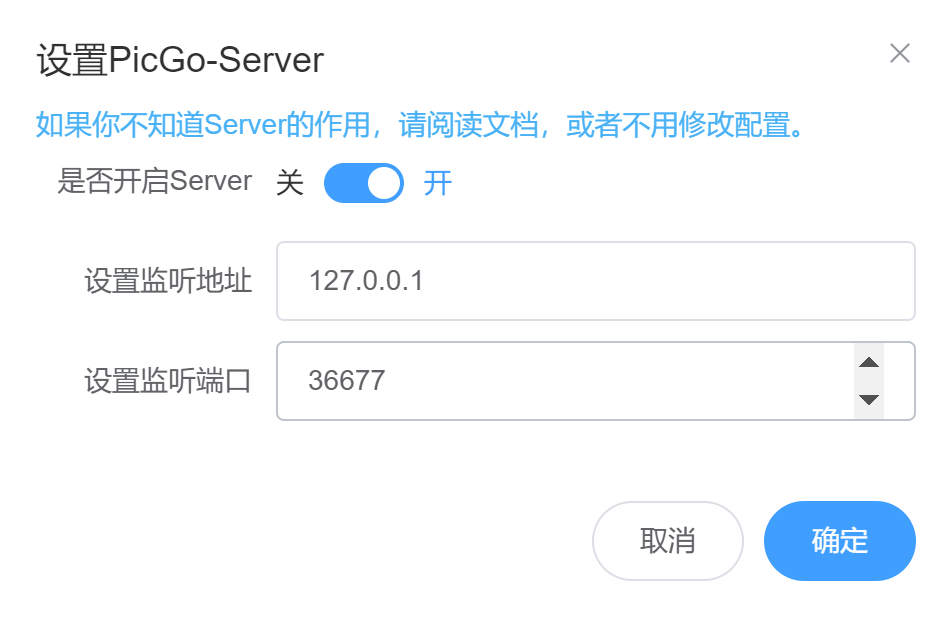 设置PicGo-Server
如果你不知道Server的作用，请阅读文档，或者不用修改配置。
是否开启Server 关 开
设置监听地址 127.0.0.1
设置监听端口 36677
取消 确定